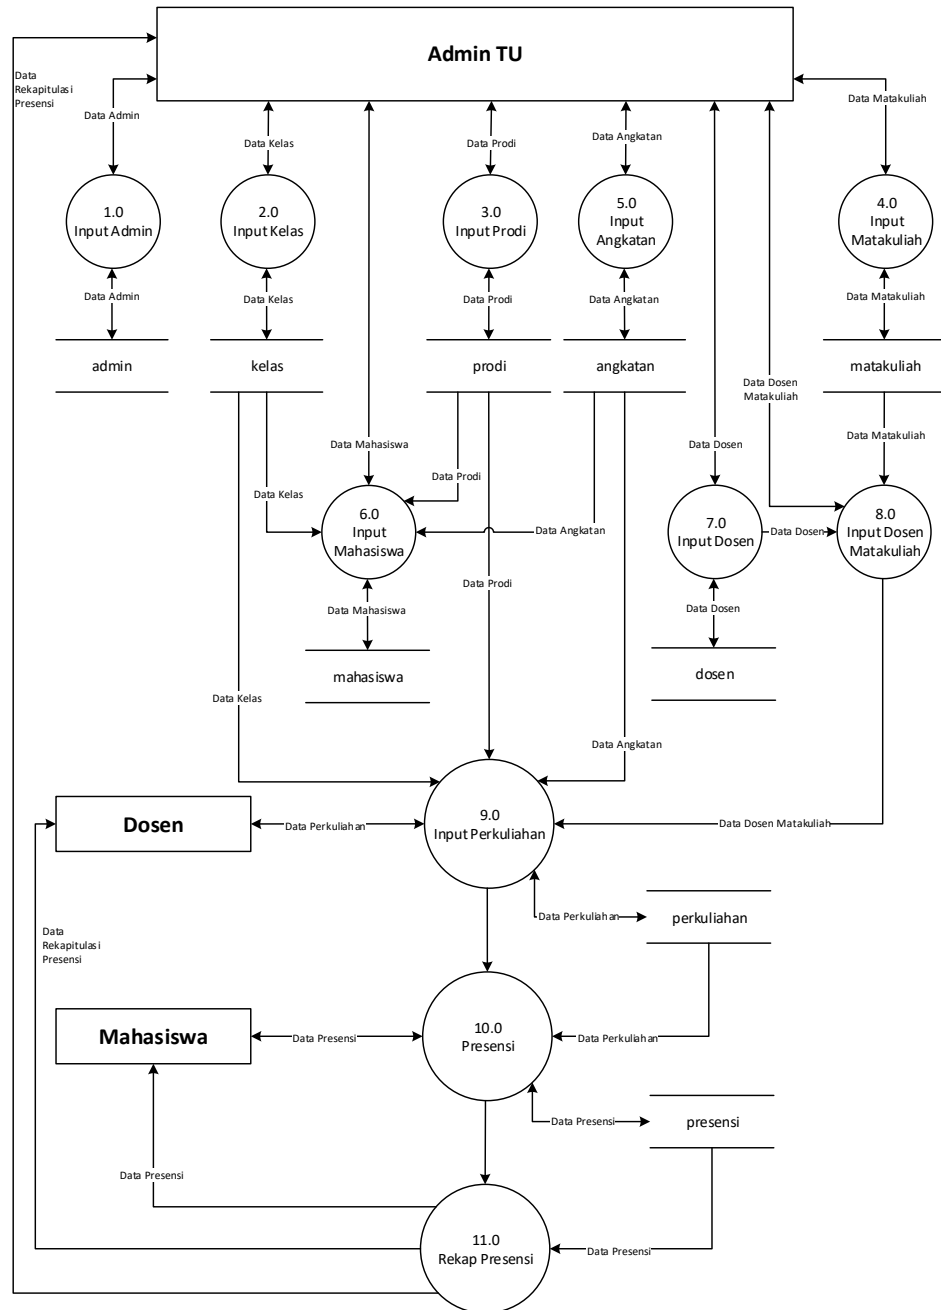 Admin TU
Data
Rekapitulasi
Presensi
Data Admin
Data Kelas
Data Prodi
Data Angkatan
Data Matakuliah
1.0
Input Admin
2.0
Input Kelas
3.0
Input Prodi
5.0
Input
Angkatan
4.0
Input
Matakuliah
Data Admin
Data Kelas
Data Prodi
Data Angkatan
Data Matakuliah
admin
kelas
prodi
angkatan
matakuliah
Data Dosen
Matakuliah
Data Mahasiswa
Data Dosen
Data Matakuliah
Data Kelas
Data Prodi
Data Angkatan
6.0
Input
Mahasiswa
7.0
Input Dosen
Data Dosen
8.0
Input Dosen
Matakuliah
Data Mahasiswa
Data Prodi
Data Dosen
mahasiswa
dosen
Data Kelas
Data Angkatan
Dosen
Data Perkuliahan
9.0
Input Perkuliahan
Data Dosen Matakuliah
Data Perkuliahan
perkuliahan
Data
Rekapitulasi
Presensi
Mahasiswa
Data Presensi
10.0
Presensi
Data Perkuliahan
Data Presensi
presensi
Data Presensi
11.0
Rekap Presensi
Data Presensi